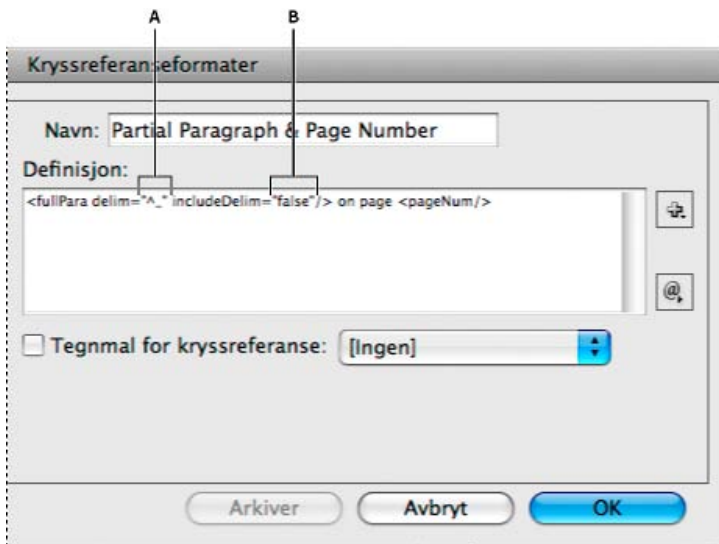 A B
Kryssreferanseformater
Navn: Partial Paragraph & Page Number
Definisjon:
<fullPara delim="^_" includeDelim="false"/> on page <pageNum/>
@
Tegnmal for kryssreferanse: [Ingen]
Arkiver Avbryt OK